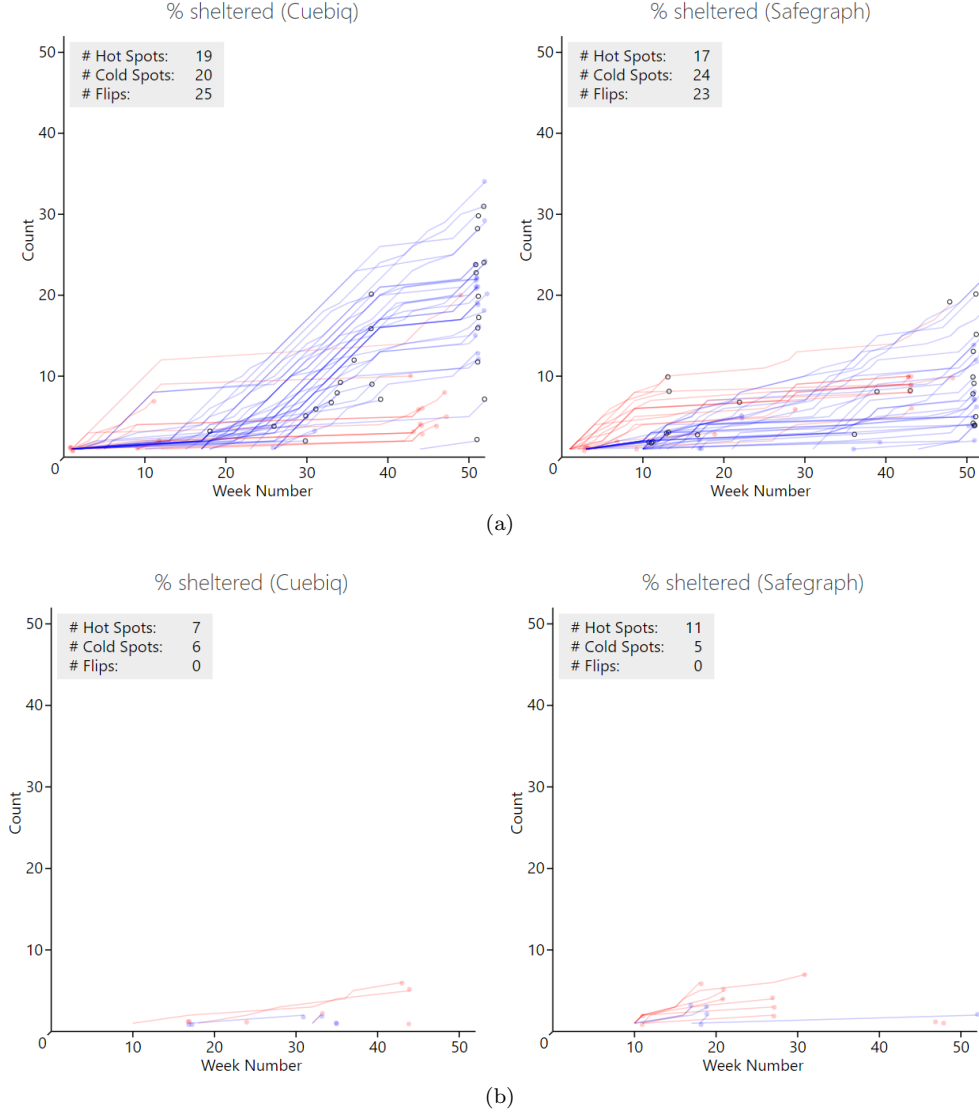 % sheltered (Cuebiq)
# Hot Spots: 19
# Cold Spots: 20
# Flips: 25
50
40
30
20
10
0
10 20 30 40 50
Count
Week Number
% sheltered (Safegraph)
# Hot Spots: 17
# Cold Spots: 24
# Flips: 23
50
40
30
20
10
0
10 20 30 40 50
Count
Week Number
(a)
% sheltered (Cuebiq)
# Hot Spots: 7
# Cold Spots: 6
# Flips: 0
50
40
30
20
10
0
10 20 30 40 50
Count
Week Number
% sheltered (Safegraph)
# Hot Spots: 11
# Cold Spots: 5
# Flips: 0
50
40
30
20
10
0
10 20 30 40 50
Count
Week Number
(b)